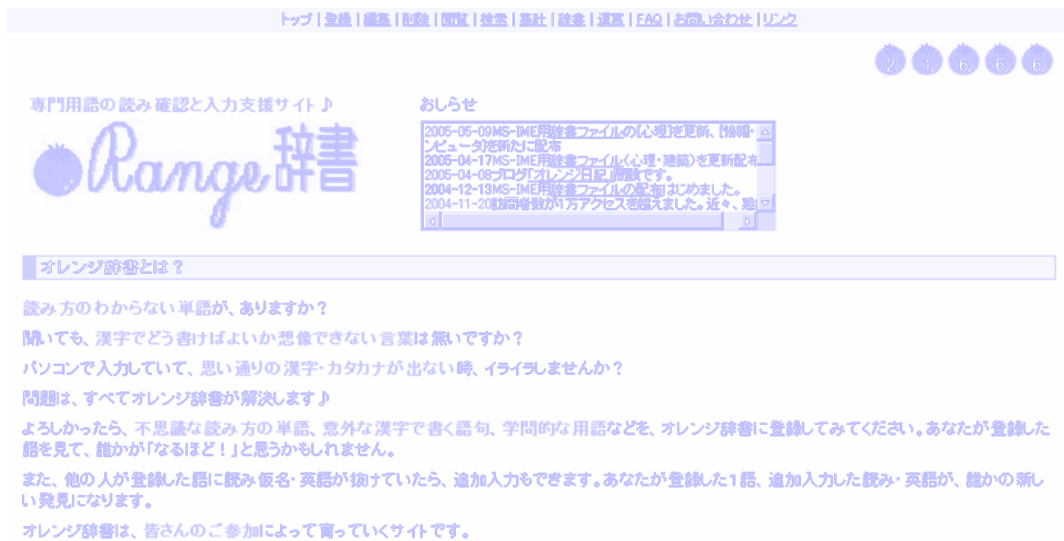 トップ | 登録 | 編集 | 削除 | 閲覧 | 検索 | 集計 | 辞書 | 運営 | FAQ | お問い合わせ | リンク
2 1 6 6 6
専門用語の読み確認と入力支援サイト♪
Range辞書
おしらせ
2005-05-09MS-IME用辞書ファイルの[心理]を更新、[情報・
ンピュータ]を新たに配布
2005-04-17MS-IME用辞書ファイル(心理・建築)を更新配布
2005-04-08ブログ「オレンジ日記」開設です。
2004-12-13MS-IME用辞書ファイルの配布はじめました。
2004-11-20訪問者数が1万アクセスを超えました。近々、
オレンジ辞書とは？
読み方のわからない単語が、ありますか？
聞いても、漢字でどう書けばよいか想像できない言葉は無いですか？
パソコンで入力していて、思い通りの漢字・カタカナが出ない時、イライラしませんか？
問題は、すべてオレンジ辞書が解決します♪
よろしかったら、不思議な読み方の単語、意外な漢字で書く語句、学問的な用語などを、オレンジ辞書に登録してみてください。あなたが登録した
語を見て、誰かが「なるほど！」と思うかもしれません。
また、他の人が登録した語に読み仮名・英語が抜けていたら、追加入力もできます。あなたが登録した1語、追加入力した読み・英語が、誰かの新し
い発見になります。
オレンジ辞書は、皆さんのご参加によって育っていくサイトです。